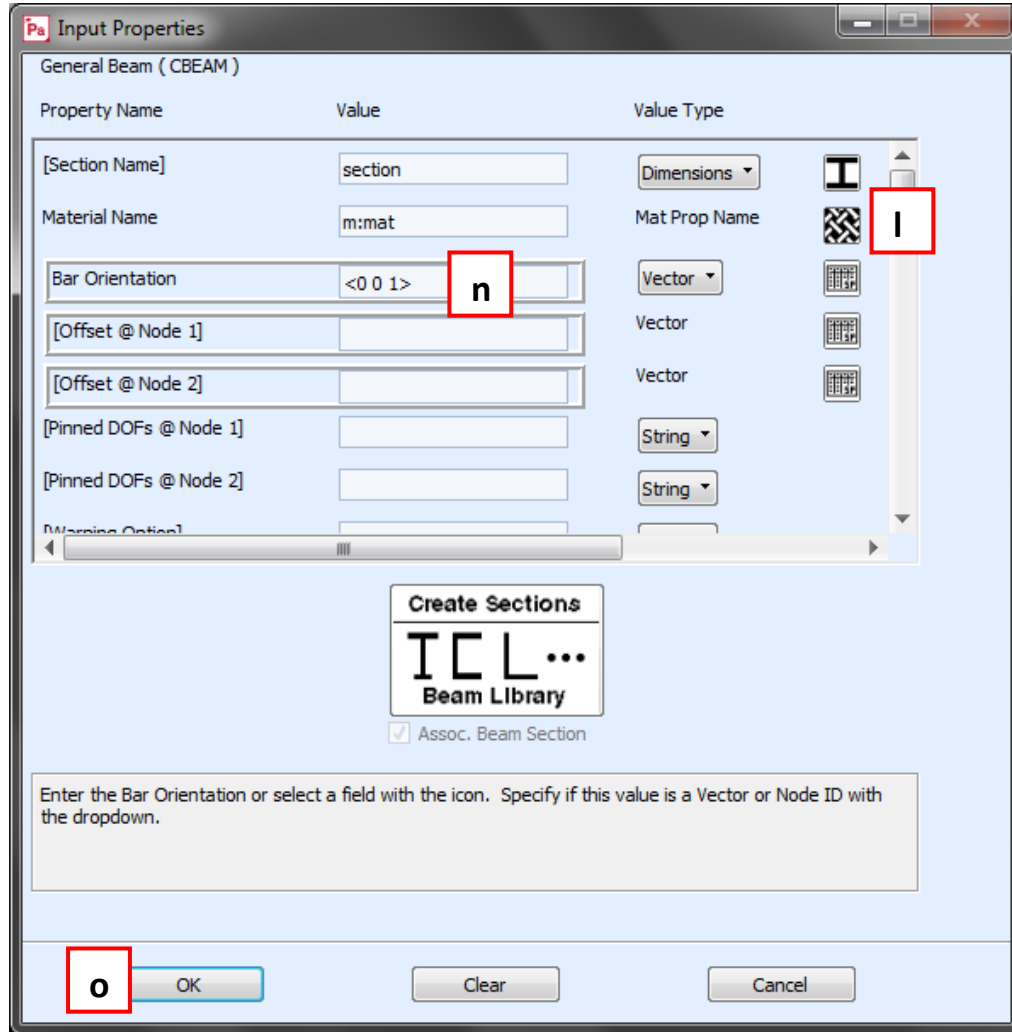 Pa Input Properties
General Beam ( CBEAM )
Property Name Value Value Type
[Section Name] section Dimensions
Material Name m:mat Mat Prop Name l
Bar Orientation <0 0 1> n Vector
[Offset @ Node 1] Vector
[Offset @ Node 2] Vector
[Pinned DOFs @ Node 1] String
[Pinned DOFs @ Node 2] String
[Warning Option]
Create Sections
Beam Library
Assoc. Beam Section
Enter the Bar Orientation or select a field with the icon. Specify if this value is a Vector or Node ID with
the dropdown.
o OK Clear Cancel